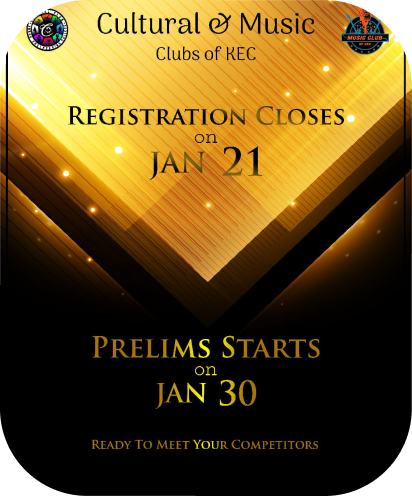 Cultural & Music
Clubs of KEC
Registration Closes
on
Jan 21
Prelims Starts
on
Jan 30
Ready To Meet Your Competitors
MUSIC CLUB